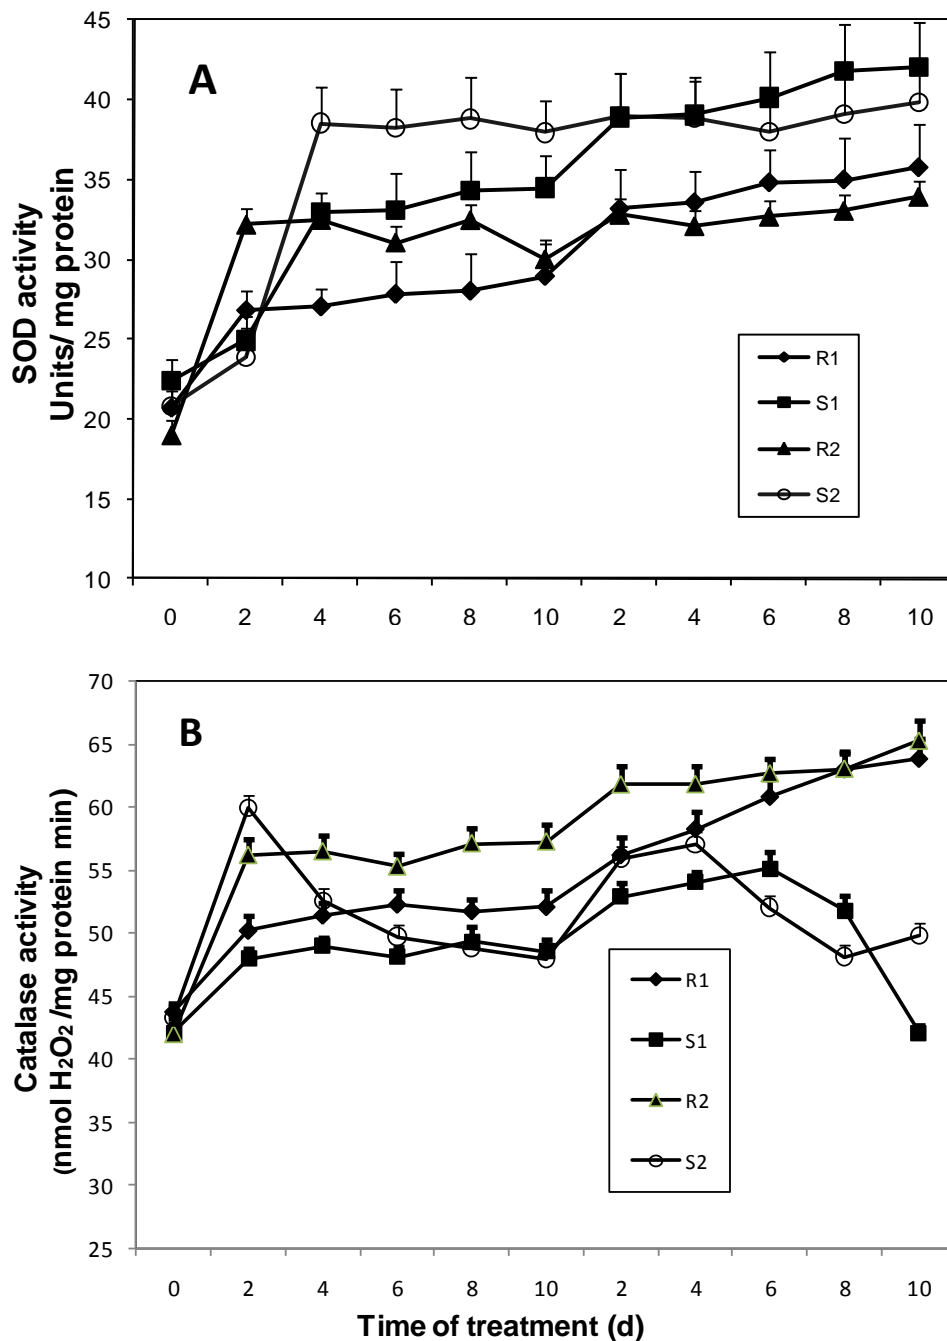 45
40
35
30
25
20
15
10
A
SOD activity
Units/ mg protein
R1
S1
R2
S2
0 2 4 6 8 10 2 4 6 8 10
70
65
60
55
50
45
40
35
30
25
B
Catalase activity
(nmol H₂O₂ /mg protein min)
R1
S1
R2
S2
0 2 4 6 8 10 2 4 6 8 10
Time of treatment (d)